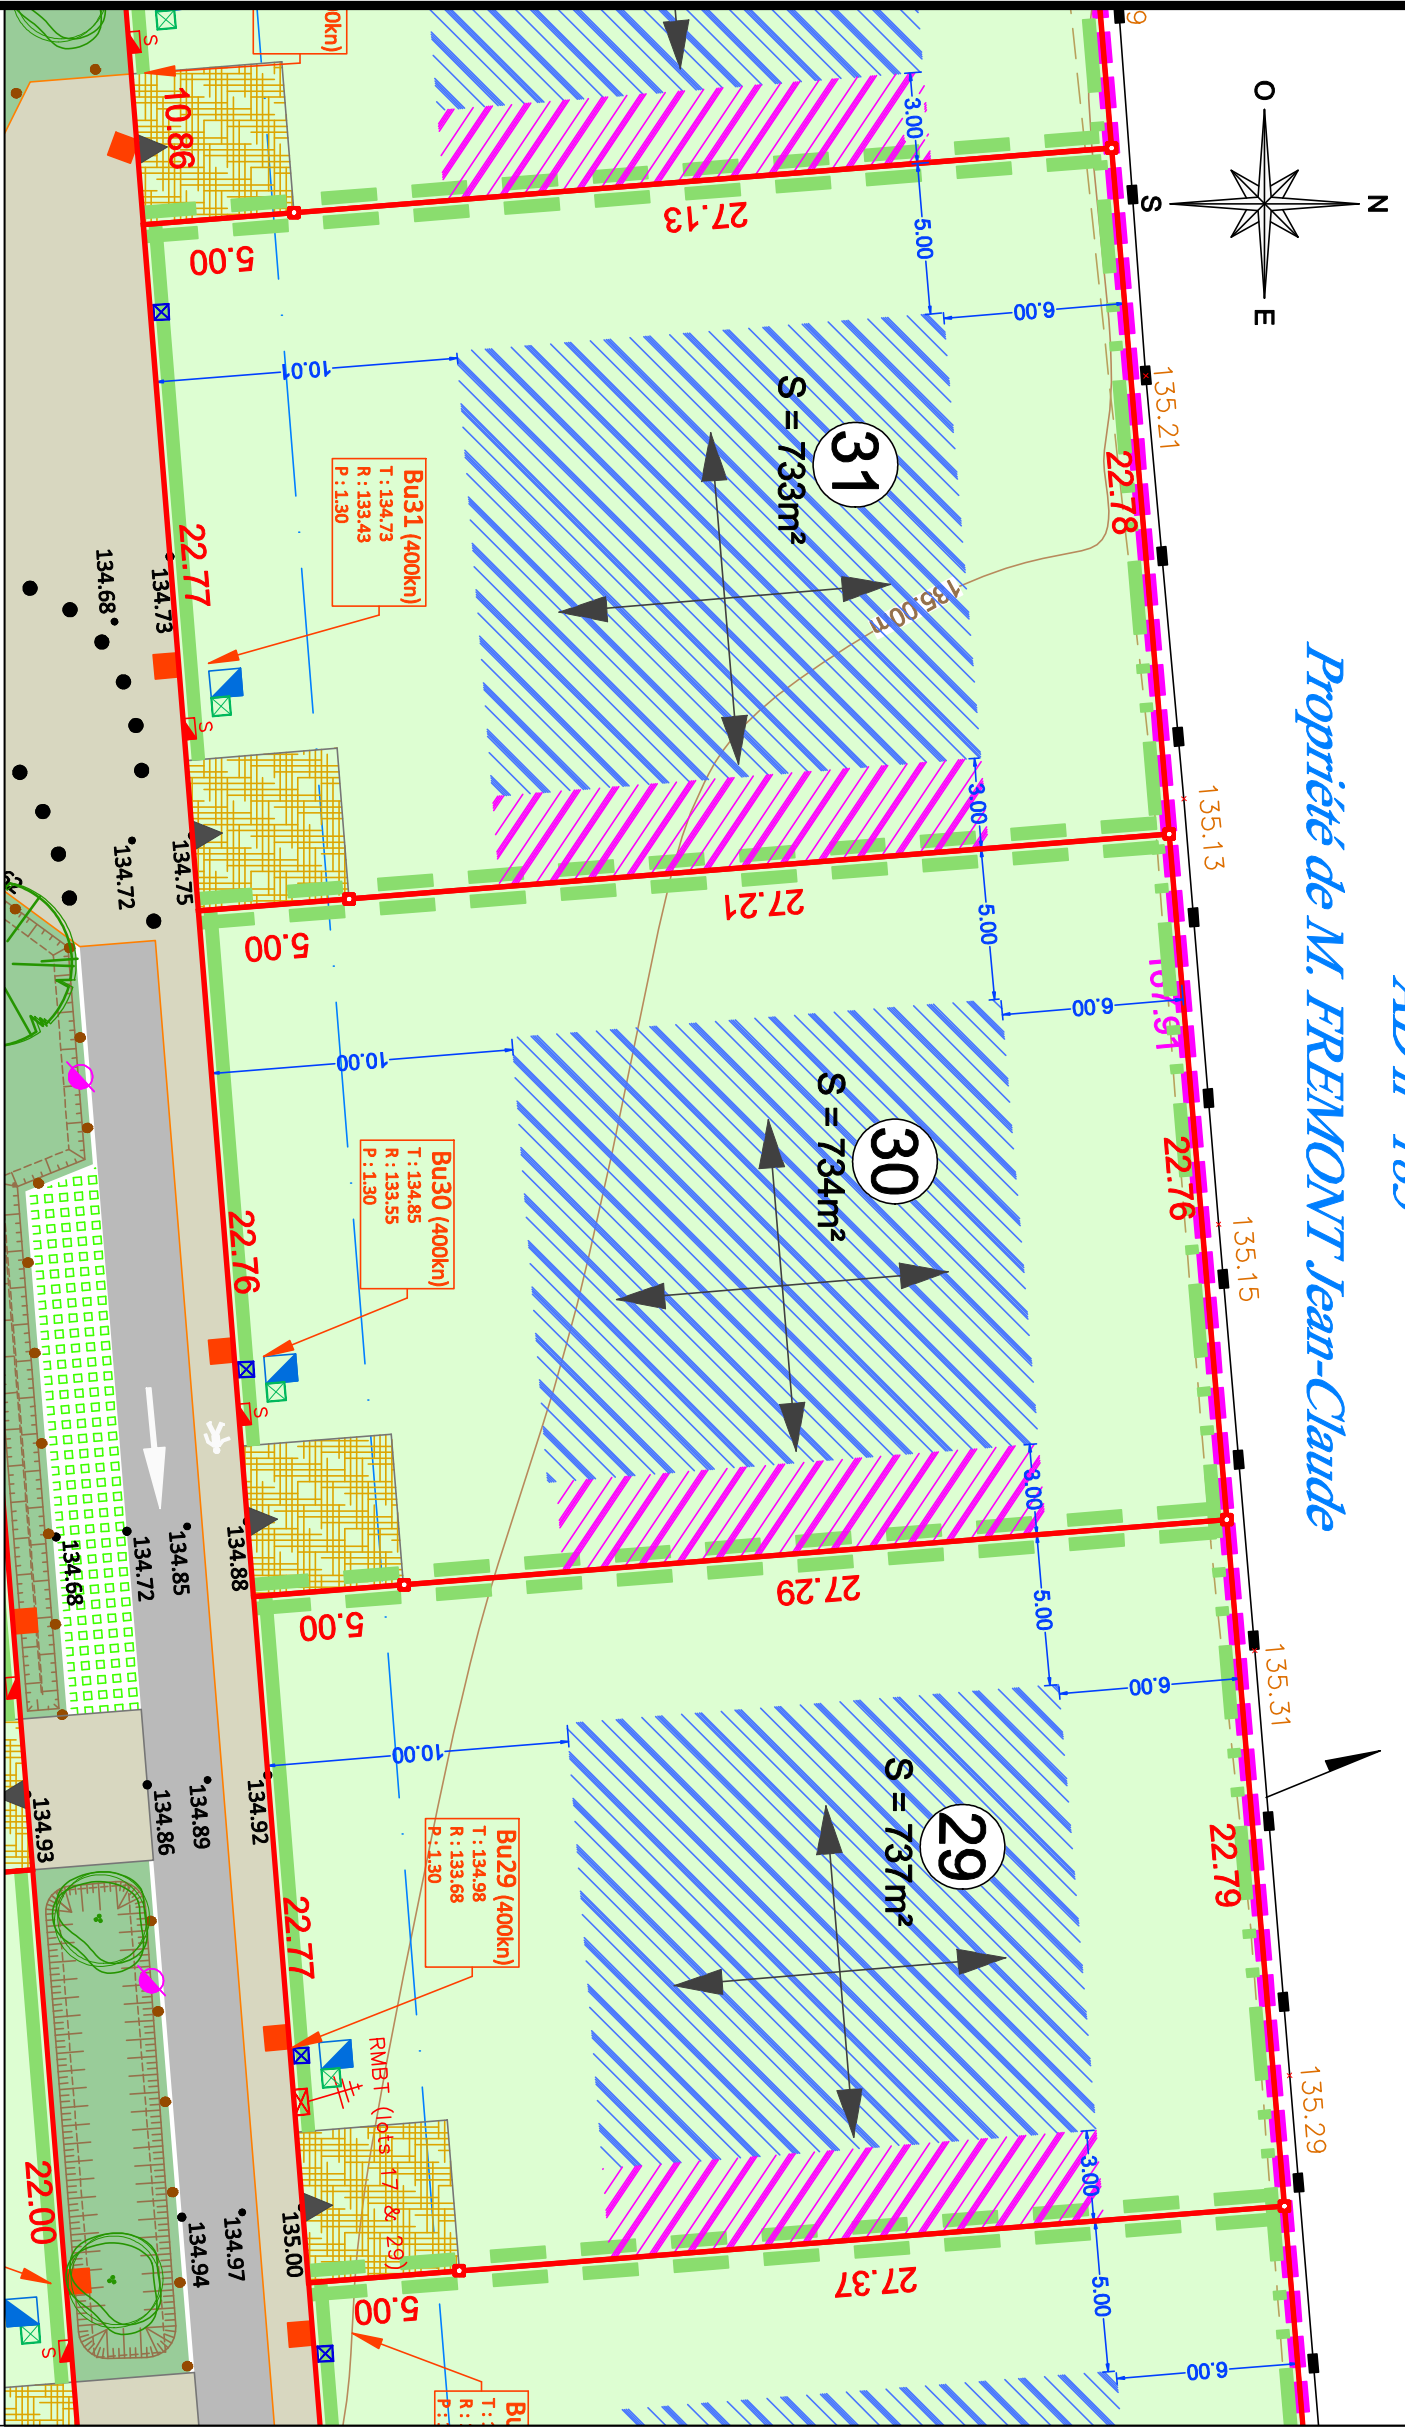 N
O
E
S
Propriété de M. FREMONT Jean-Claude
135.21
135.13
135.15
135.31
135.29
22.78
22.76
22.79
3.00
5.00
6.00
3.00
5.00
6.00
3.00
5.00
6.00
3.00
5.00
6.00
31
S = 733m²
30
S = 734m²
29
S = 737m²
135.00m
27.13
27.21
27.29
27.37
10.01
10.00
10.00
Bu31 (400kn)
T : 134.73
R : 133.43
P : 1.30
Bu30 (400kn)
T : 134.85
R : 133.55
P : 1.30
Bu29 (400kn)
T : 134.98
R : 133.68
P : 1.30
RMBT (lots 17 & 29)
5.00
5.00
5.00
5.00
10.86
22.77
22.76
22.77
S
S
S
134.73
134.68
134.75
134.72
134.88
134.85
134.72
134.68
134.92
134.89
134.86
134.93
135.00
134.97
134.94
22.00
S